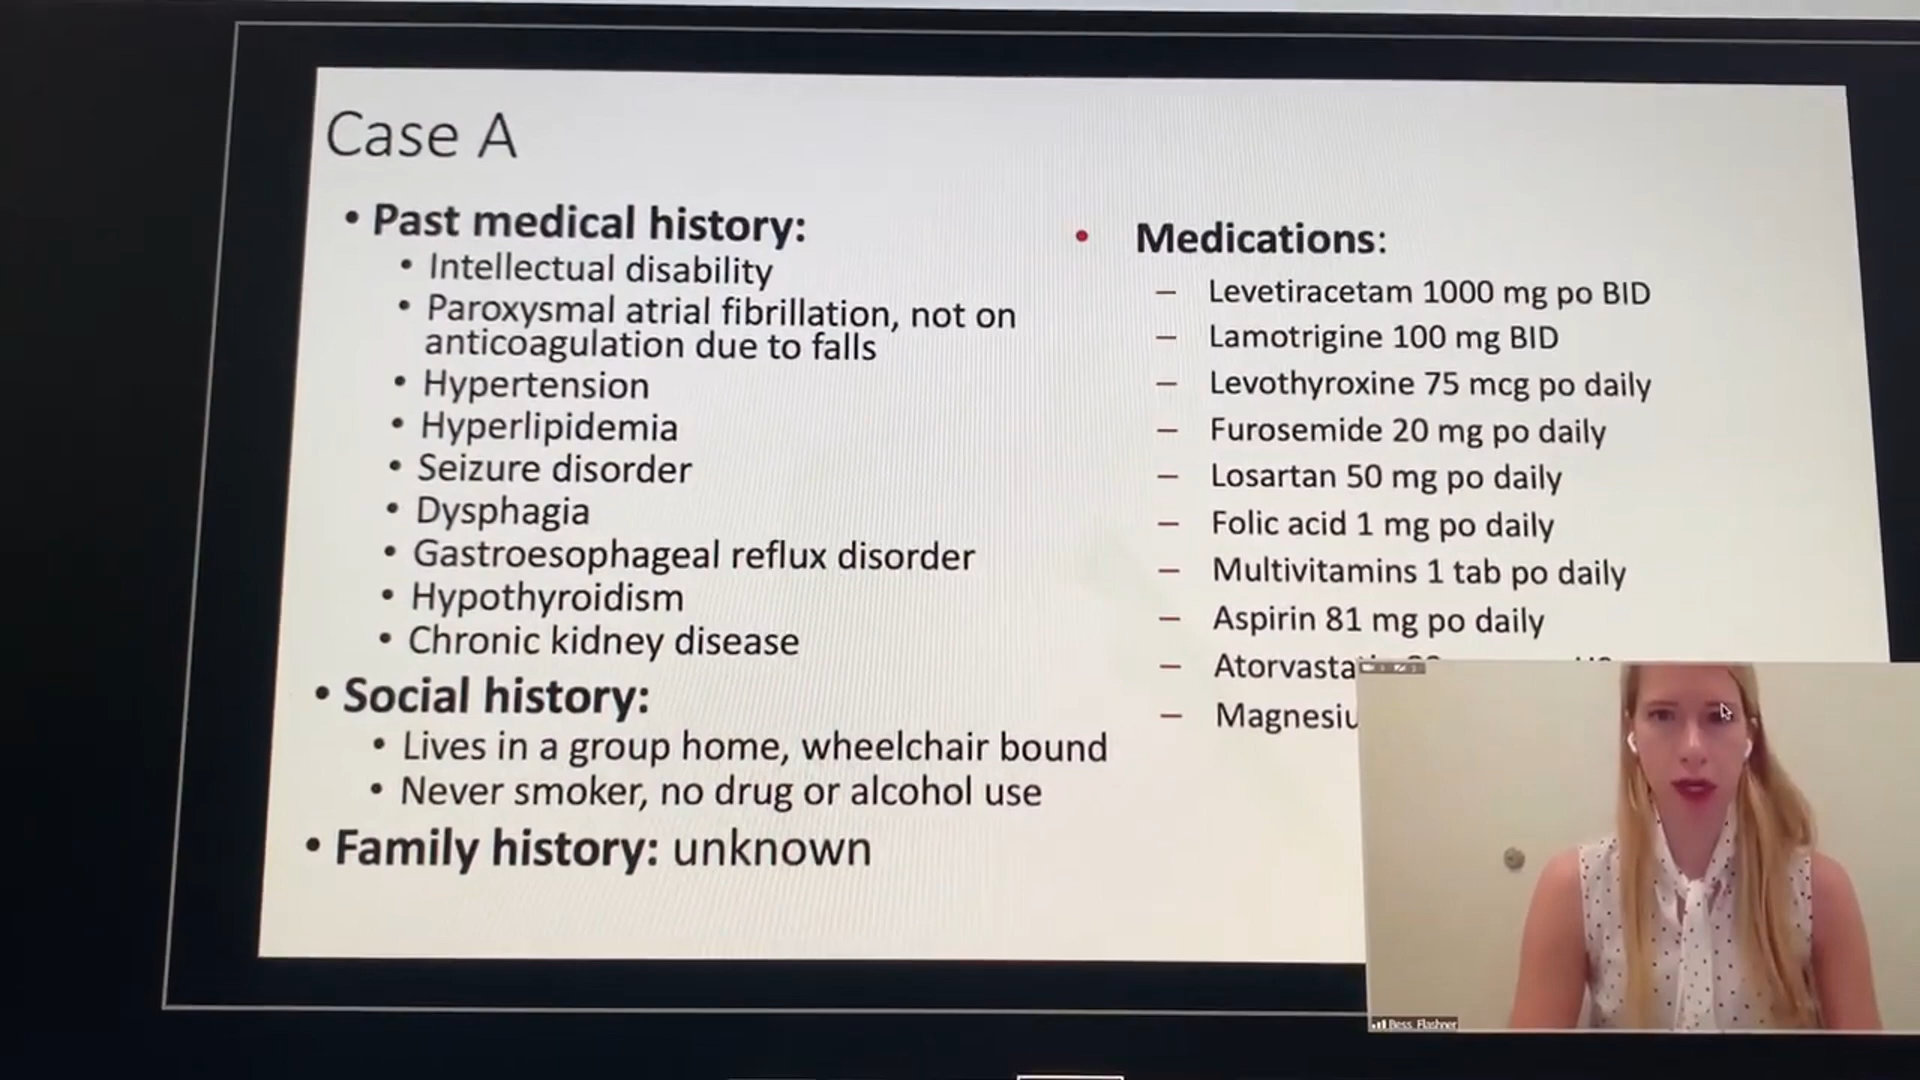 Case A
• Past medical history:
• Intellectual disability
• Paroxysmal atrial fibrillation, not on
anticoagulation due to falls
• Hypertension
• Hyperlipidemia
• Seizure disorder
• Dysphagia
• Gastroesophageal reflux disorder
• Hypothyroidism
• Chronic kidney disease
• Social history:
• Lives in a group home, wheelchair bound
• Never smoker, no drug or alcohol use
• Family history: unknown
• Medications:
– Levetiracetam 1000 mg po BID
– Lamotrigine 100 mg BID
– Levothyroxine 75 mcg po daily
– Furosemide 20 mg po daily
– Losartan 50 mg po daily
– Folic acid 1 mg po daily
– Multivitamins 1 tab po daily
– Aspirin 81 mg po daily
– Atorvasta
– Magnesiu
Bess Flashner